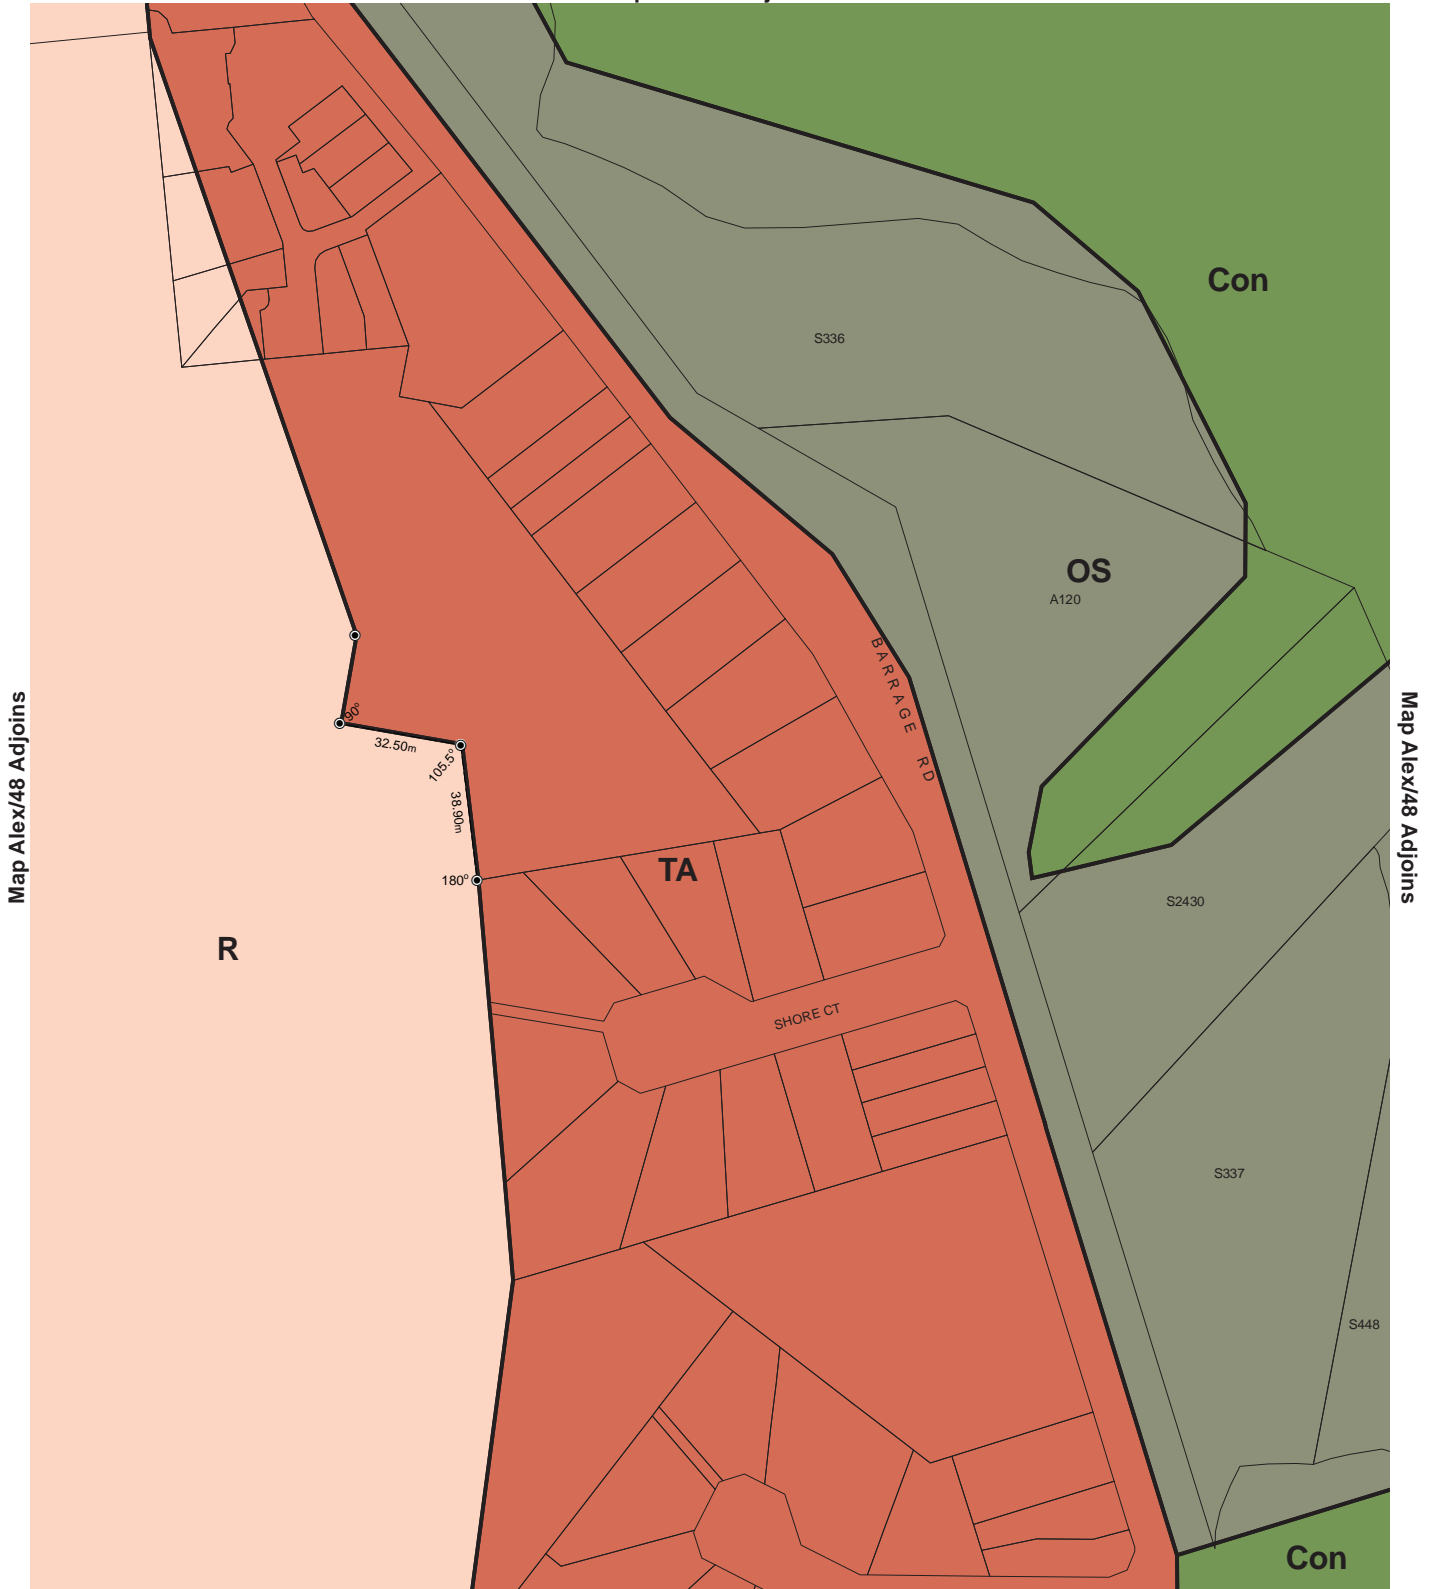 Con
S336
OS
A120
BARRAGE RD
Map Alex/48 Adjoins
Map Alex/48 Adjoins
90°
32.50m
105.5°
38.90m
180°
TA
S2430
R
SHORE CT
S337
S448
Con